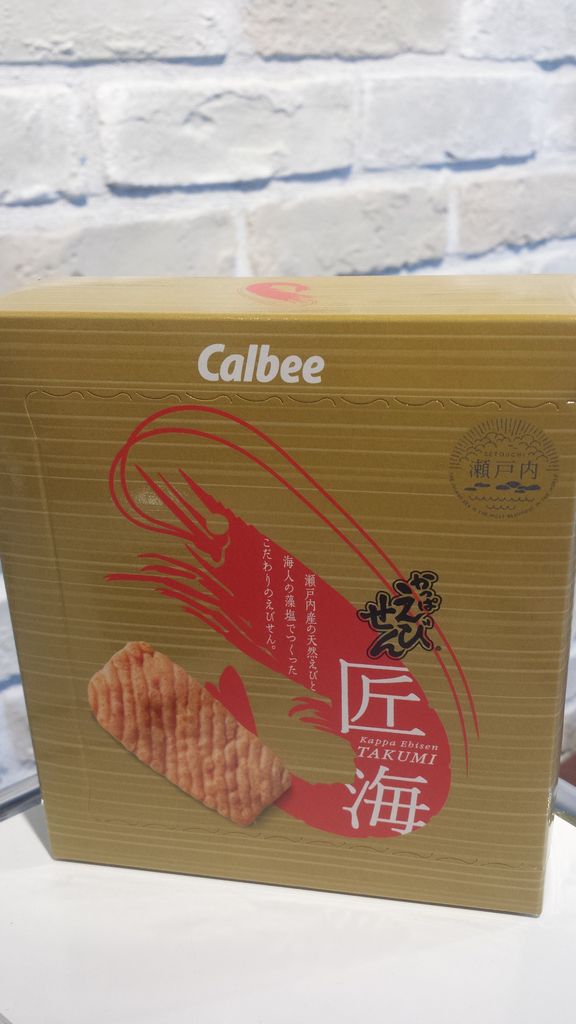 Calbee
SETOUCHI
瀬戸内
瀬戸内産の天然えびと
海人の藻塩でつくった
こだわりのえびせん。
かっぱ
えび
せん
匠
Kappa Ebisen
TAKUMI
海